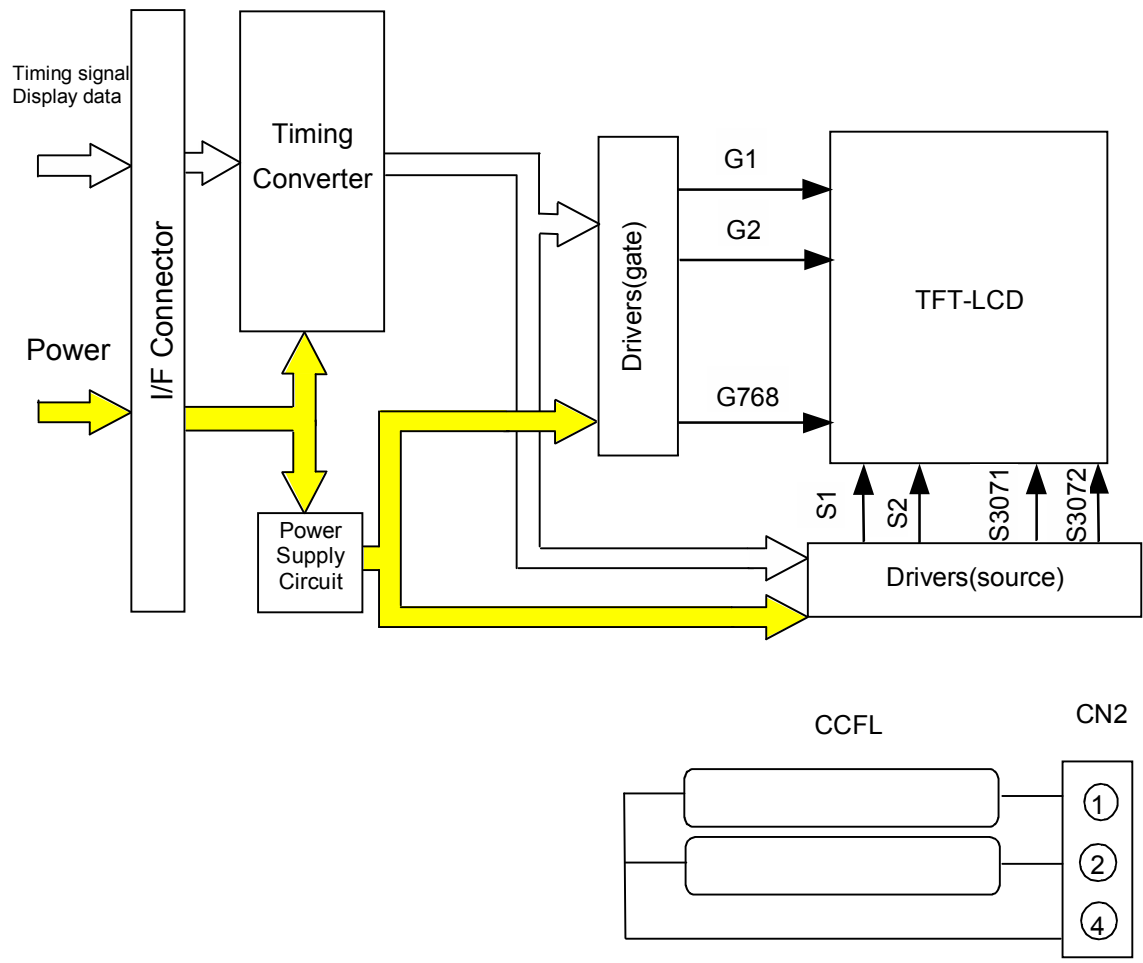 Timing signal
Display data
Power
I/F Connector
Timing
Converter
Power
Supply
Circuit
Drivers(gate)
G1
G2
G768
TFT-LCD
S1
S2
S3071
S3072
Drivers(source)
CCFL
CN2
1
2
4